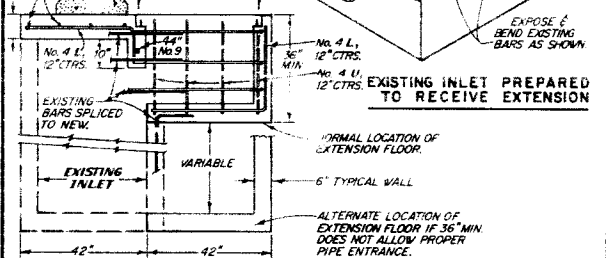 EXPOSE &
BEND EXISTING
BARS AS SHOWN.
No. 4 L,
12" CTRS.
10"
44"
No. 9
No. 4 L,
12" CTRS.
36"
MIN
No. 4 U,
12" CTRS.
EXISTING INLET PREPARED
TO RECEIVE EXTENSION
EXISTING
BARS SPLICED
TO NEW.
NORMAL LOCATION OF
EXTENSION FLOOR.
VARIABLE
EXISTING
INLET
6" TYPICAL WALL
ALTERNATE LOCATION OF
EXTENSION FLOOR IF 36" MIN.
DOES NOT ALLOW PROPER
PIPE ENTRANCE.
42"
42"